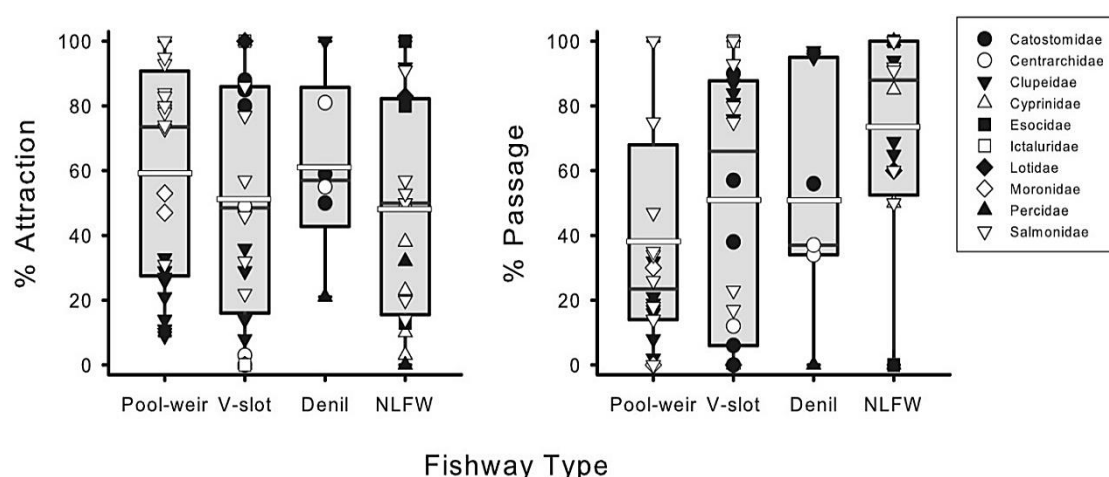 % Attraction
100
80
60
40
20
0
Pool-weir V-slot Denil NLFW
% Passage
100
80
60
40
20
0
Pool-weir V-slot Denil NLFW
Catostomidae
Centrarchidae
Clupeidae
Cyprinidae
Esocidae
Ictaluridae
Lotidae
Moronidae
Percidae
Salmonidae
Fishway Type